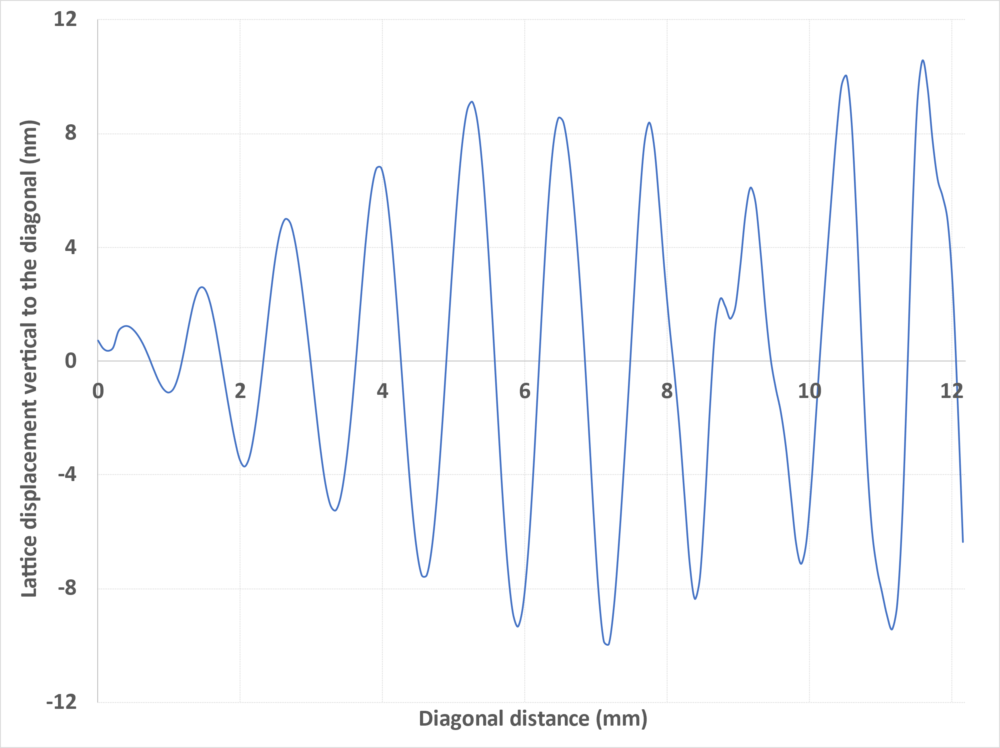 Lattice displacement vertical to the diagonal (nm)
12
8
4
0
-4
-8
-12
0 2 4 6 8 10 12
Diagonal distance (mm)